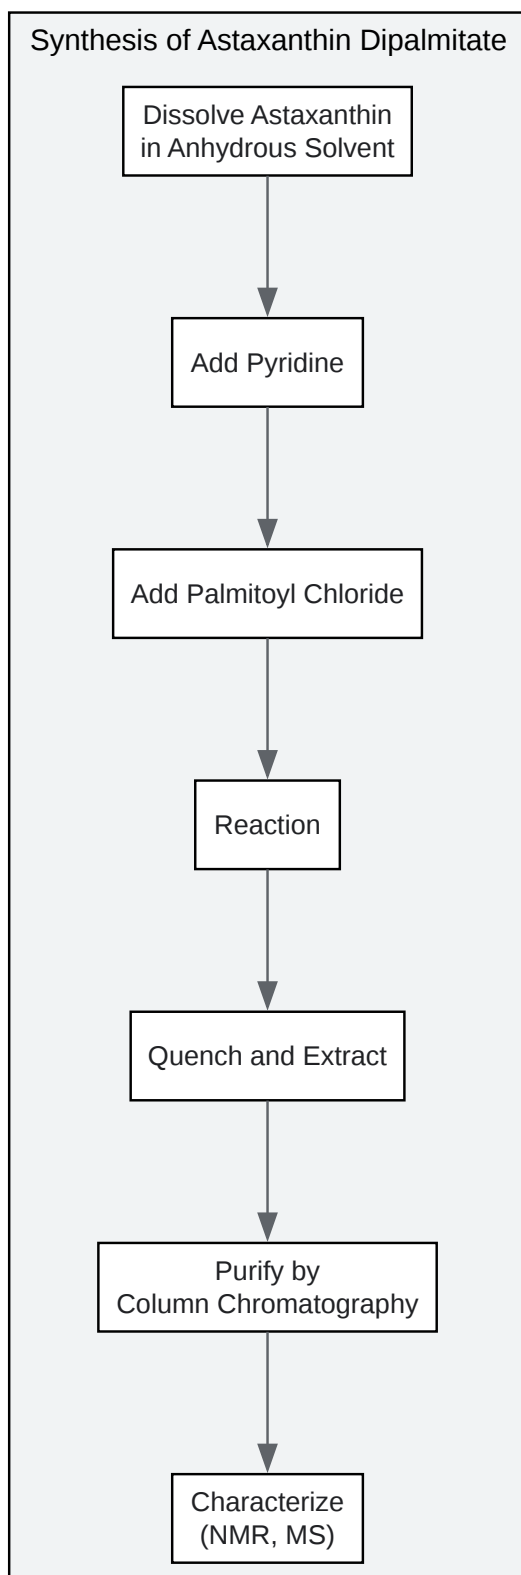 Synthesis of Astaxanthin Dipalmitate
Dissolve Astaxanthin
in Anhydrous Solvent
Add Pyridine
Add Palmitoyl Chloride
Reaction
Quench and Extract
Purify by
Column Chromatography
Characterize
(NMR, MS)